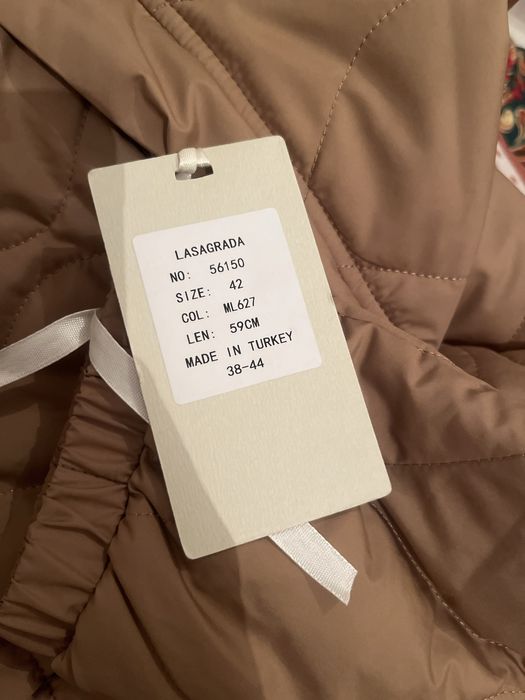 LASAGRADA
NO: 56150
SIZE: 42
COL: ML627
LEN: 59CM
MADE IN TURKEY
38-44